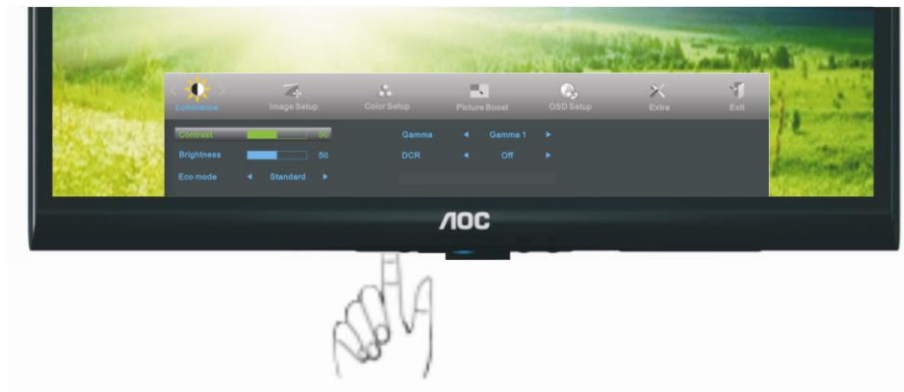 Luminance Image Setup Color Setup Picture Boost OSD Setup Extra Exit
Contrast 50 Gamma Gamma 1
Brightness 50 DCR Off
Eco mode Standard
AOC